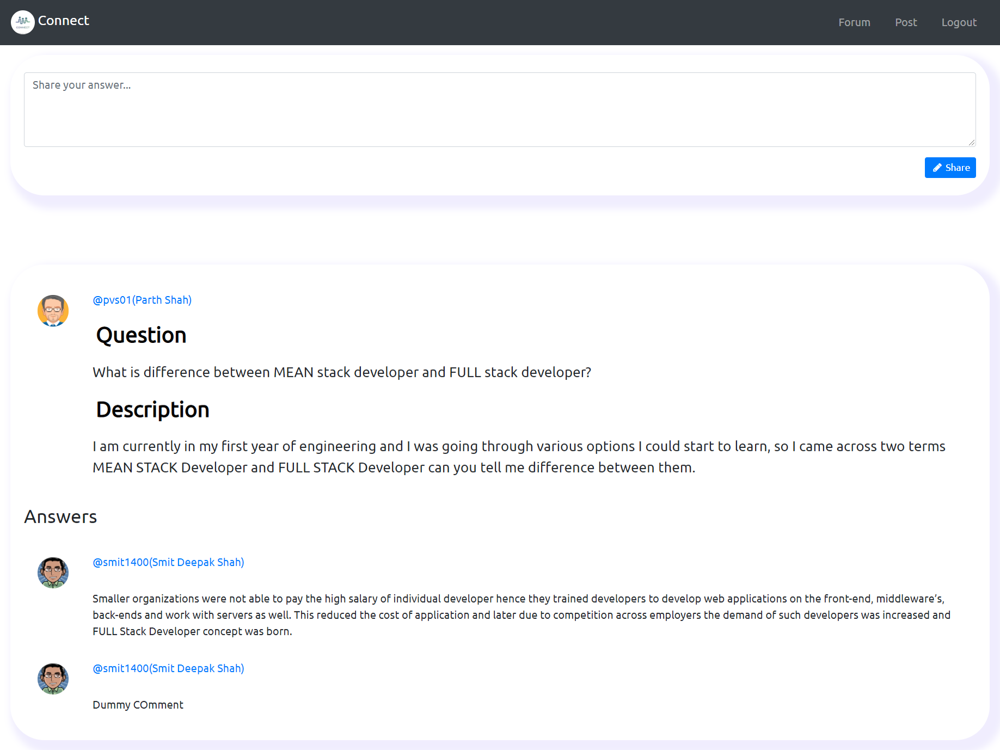 Connect
Forum Post Logout
Share your answer...
Share
@pvs01(Parth Shah)
Question
What is difference between MEAN stack developer and FULL stack developer?
Description
I am currently in my first year of engineering and I was going through various options I could start to learn, so I came across two terms
MEAN STACK Developer and FULL STACK Developer can you tell me difference between them.
Answers
@smit1400(Smit Deepak Shah)
Smaller organizations were not able to pay the high salary of individual developer hence they trained developers to develop web applications on the front-end, middleware’s,
back-ends and work with servers as well. This reduced the cost of application and later due to competition across employers the demand of such developers was increased and
FULL Stack Developer concept was born.
@smit1400(Smit Deepak Shah)
Dummy COmment